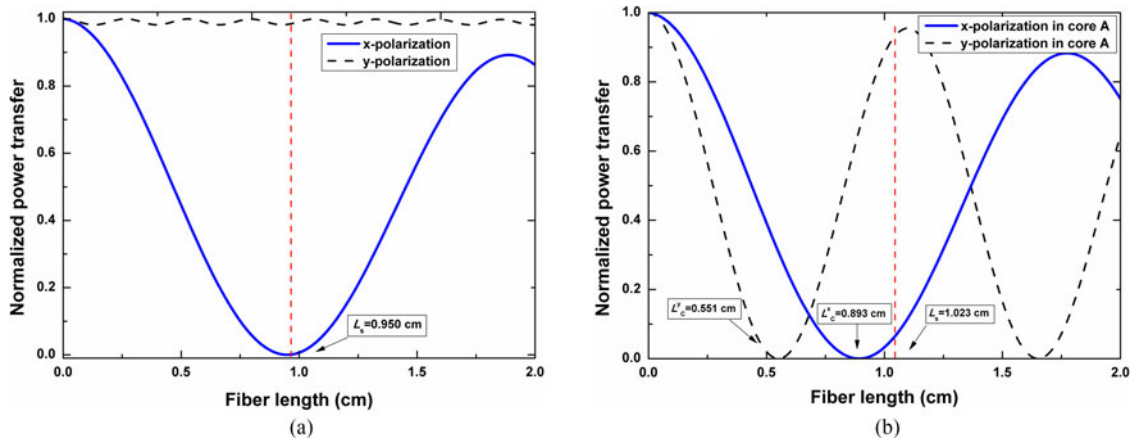 Normalized power transfer
1.0
0.8
0.6
0.4
0.2
0.0
x-polarization
y-polarization
Lₛ=0.950 cm
0.0 0.5 1.0 1.5 2.0
Fiber length (cm)
(a)
Normalized power transfer
1.0
0.8
0.6
0.4
0.2
0.0
x-polarization in core A
y-polarization in core A
L_C^y=0.551 cm
L_C^x=0.893 cm
Lₛ=1.023 cm
0.0 0.5 1.0 1.5 2.0
Fiber length (cm)
(b)